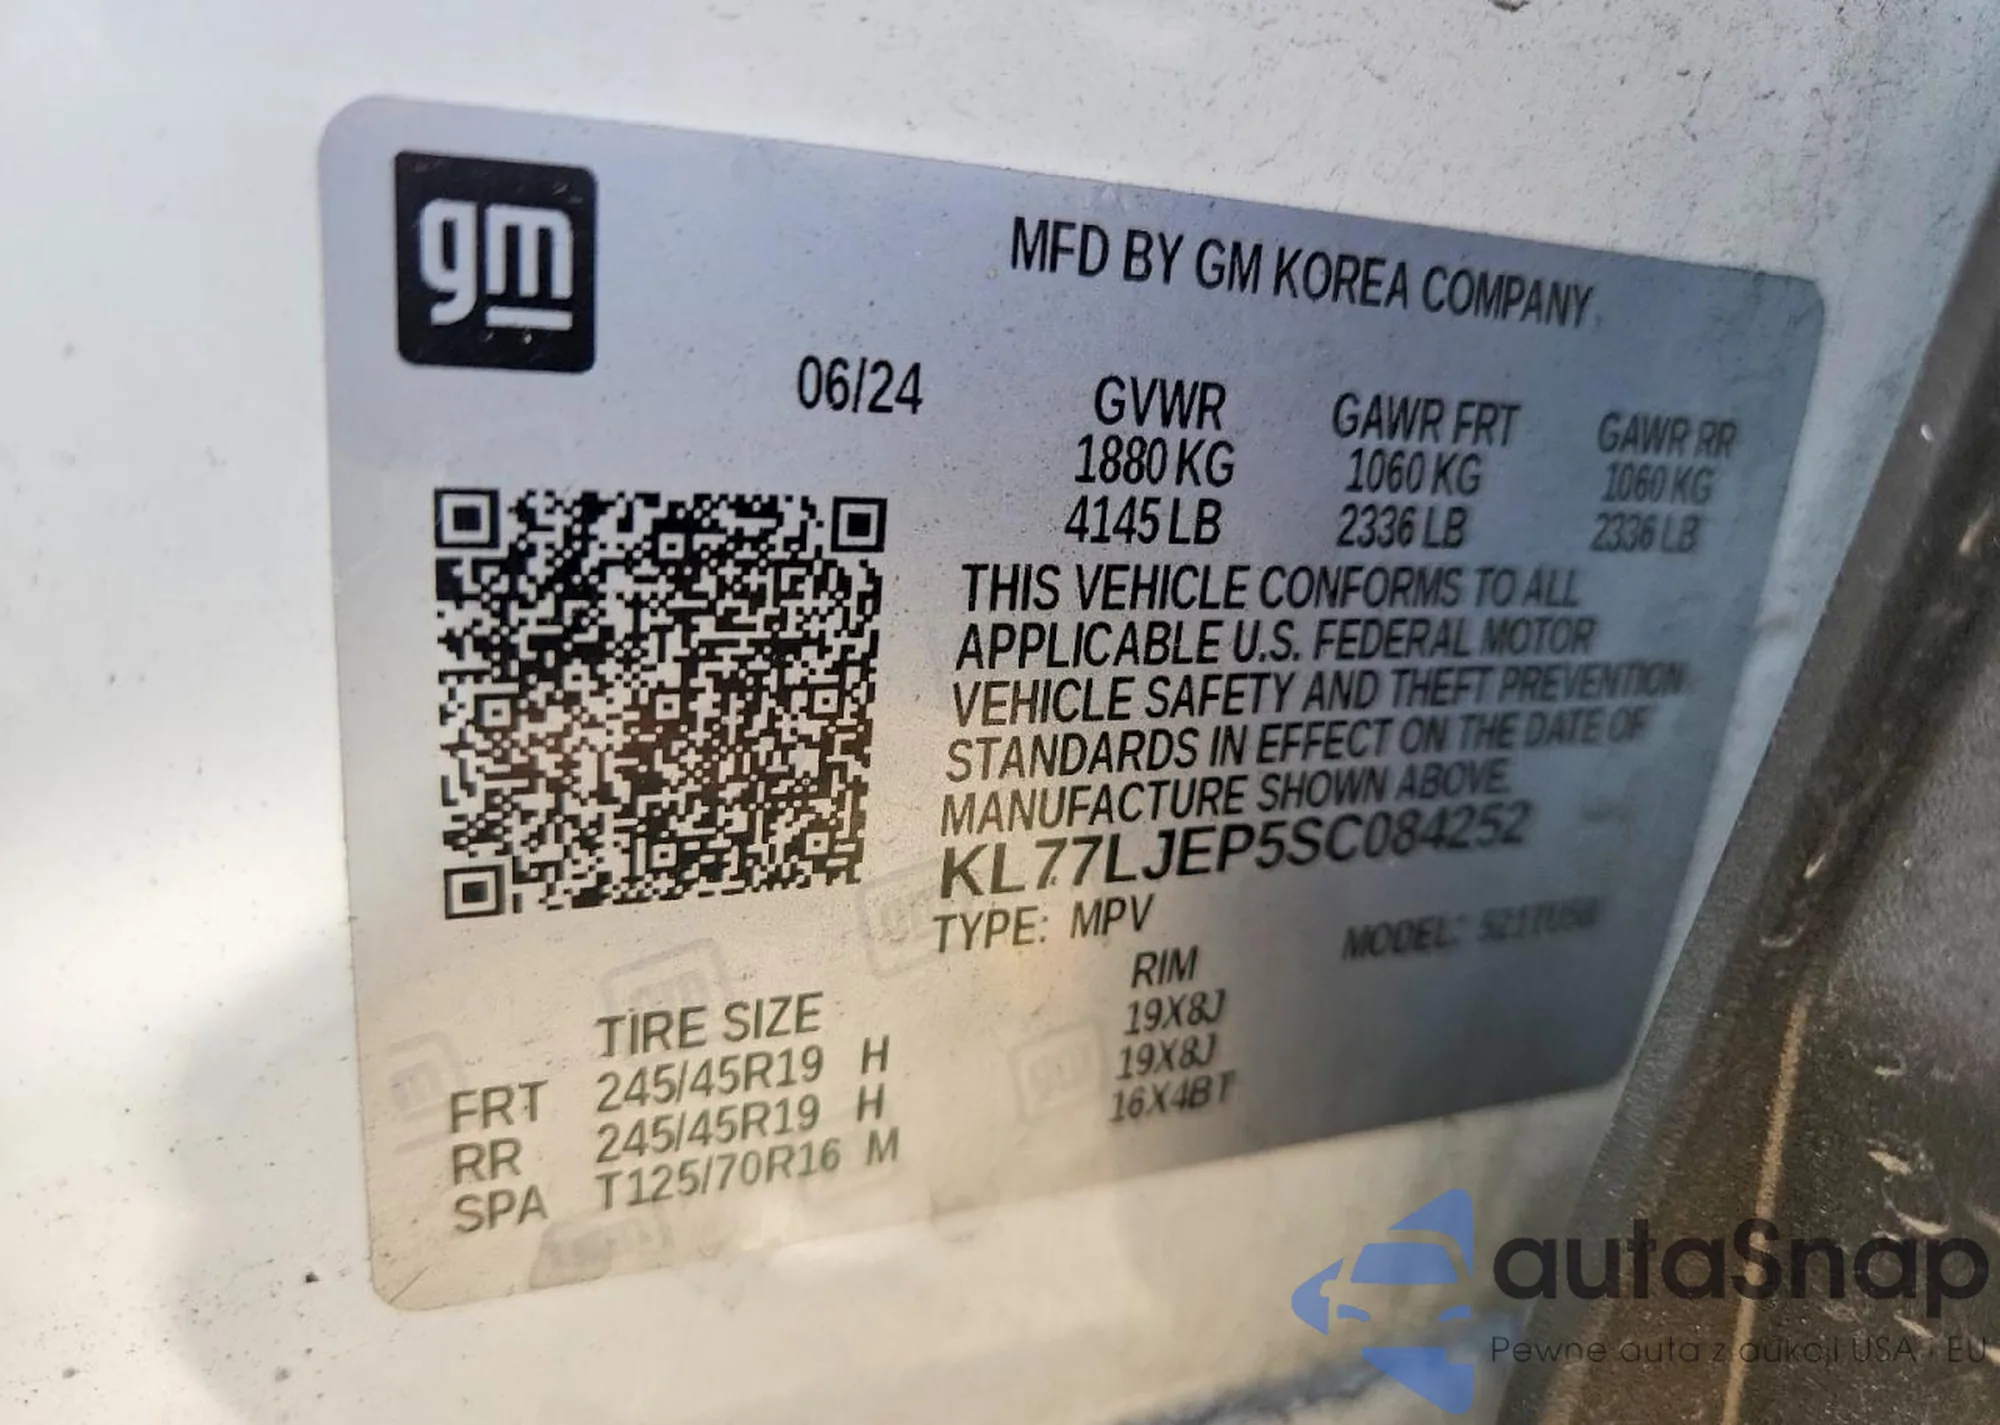 gm
MFD BY GM KOREA COMPANY
06/24
GVWR GAWR FRT GAWR RR
1880 KG 1060 KG 1060 KG
4145 LB 2336 LB 2336 LB
THIS VEHICLE CONFORMS TO ALL
APPLICABLE U.S. FEDERAL MOTOR
VEHICLE SAFETY AND THEFT PREVENTION
STANDARDS IN EFFECT ON THE DATE OF
MANUFACTURE SHOWN ABOVE
KL77LJEP5SC084252
TYPE: MPV MODEL:
TIRE SIZE RIM
FRT 245/45R19 H 19X8J
RR 245/45R19 H 19X8J
SPA T125/70R16 M 16X4BT
autaSnap
Pewne auta z aukcji USA i EU